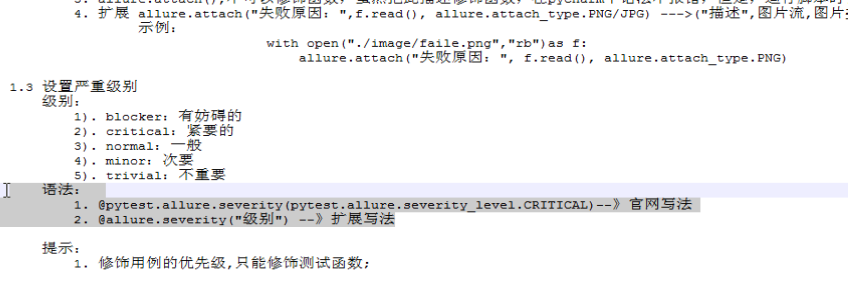 4. 扩展 allure.attach("失败原因：",f.read(), allure.attach_type.PNG/JPG) --->("描述",图片流,图片
示例：
with open("./image/faile.png","rb")as f:
allure.attach("失败原因：", f.read(), allure.attach_type.PNG)
1.3 设置严重级别
级别：
1). blocker: 有妨碍的
2). critical: 紧要的
3). normal: 一般
4). minor: 次要
5). trivial: 不重要
语法：
1. @pytest.allure.severity(pytest.allure.severity_level.CRITICAL)--》官网写法
2. @allure.severity("级别") --》扩展写法
提示：
1. 修饰用例的优先级,只能修饰测试函数;